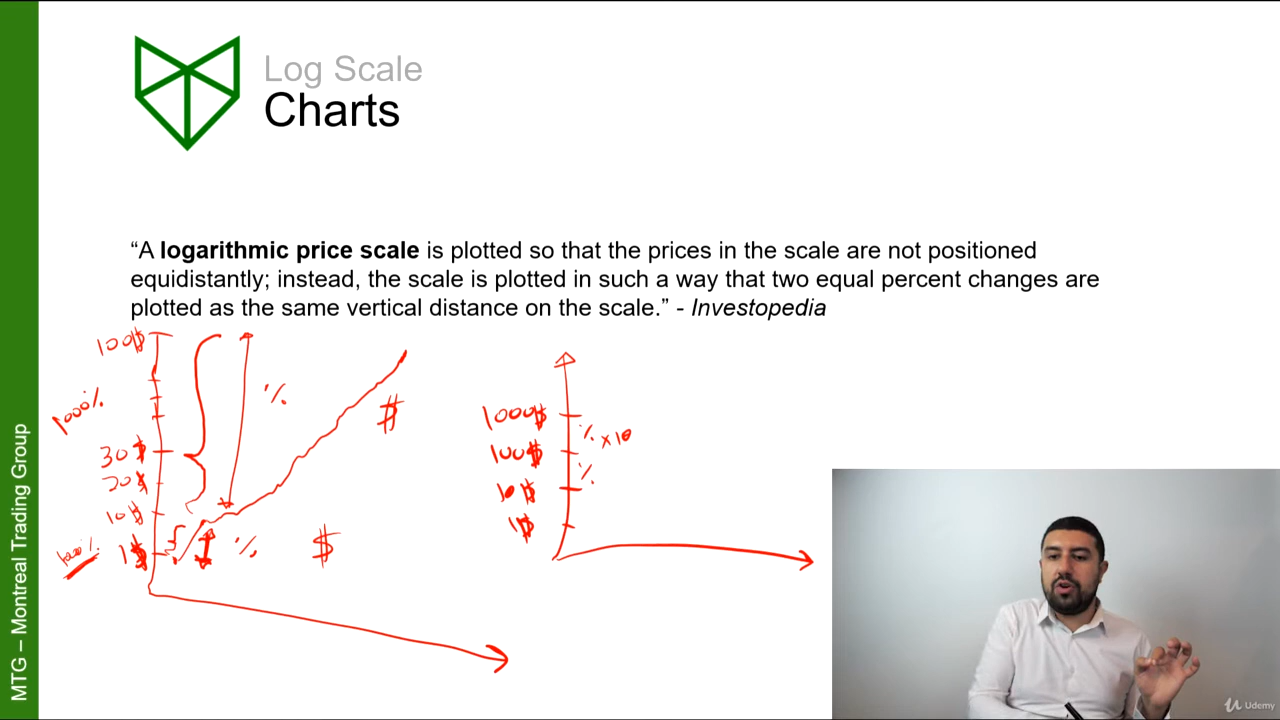 Log Scale
Charts
“A logarithmic price scale is plotted so that the prices in the scale are not positioned
equidistantly; instead, the scale is plotted in such a way that two equal percent changes are
plotted as the same vertical distance on the scale.” - Investopedia
100$
1000%
%
$
30$
20$
10$
1000%
1$
%
$
1000$
% x10
100$
%
10$
1$
MTG – Montreal Trading Group
Udemy